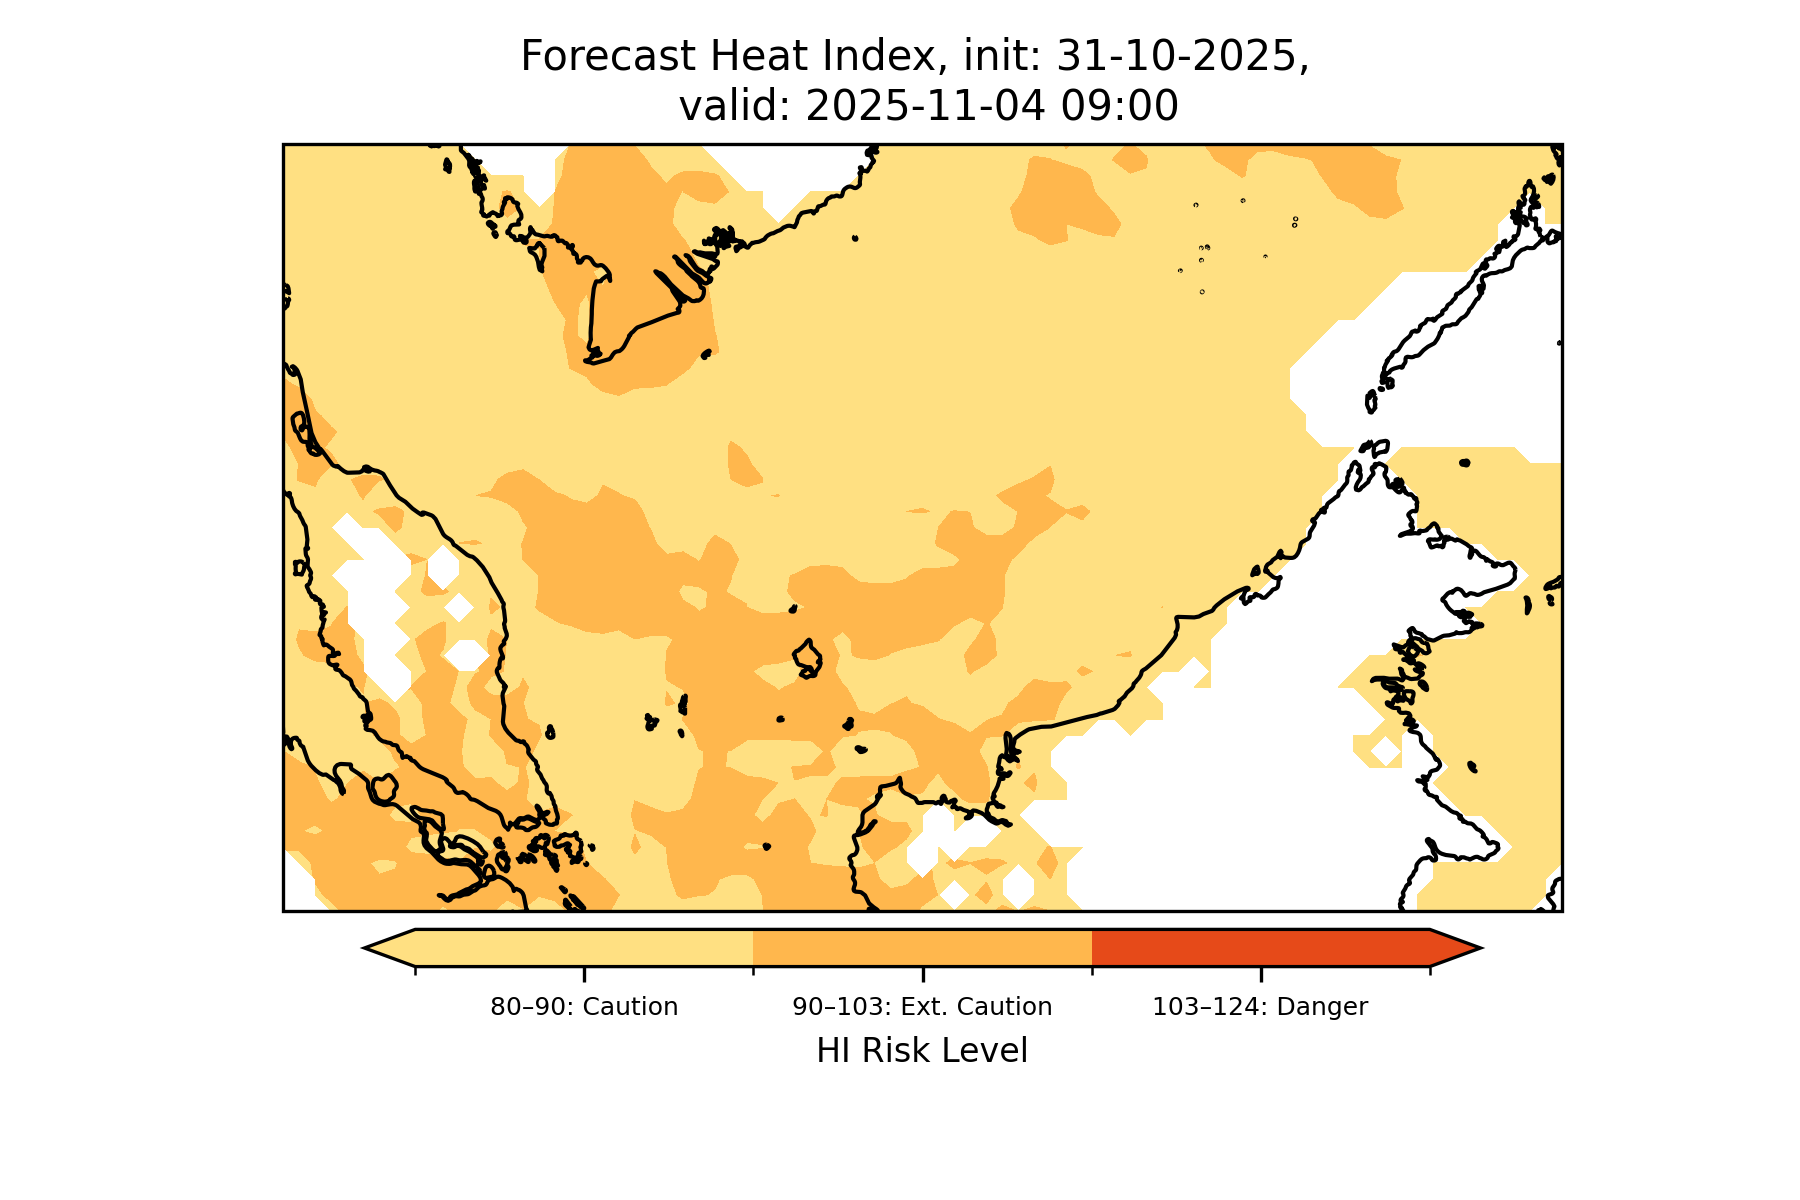 Forecast Heat Index, init: 31-10-2025,
valid: 2025-11-04 09:00
80–90: Caution
90–103: Ext. Caution
103–124: Danger
HI Risk Level